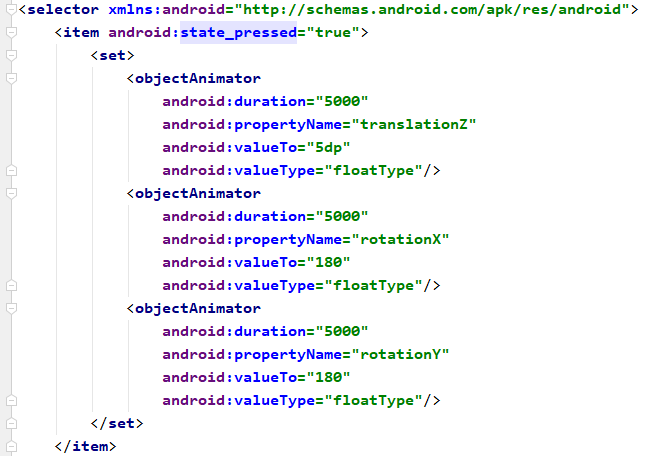 <selector xmlns:android="http://schemas.android.com/apk/res/android">
<item android:state_pressed="true">
<set>
<objectAnimator
android:duration="5000"
android:propertyName="translationZ"
android:valueTo="5dp"
android:valueType="floatType"/>
<objectAnimator
android:duration="5000"
android:propertyName="rotationX"
android:valueTo="180"
android:valueType="floatType"/>
<objectAnimator
android:duration="5000"
android:propertyName="rotationY"
android:valueTo="180"
android:valueType="floatType"/>
</set>
</item>